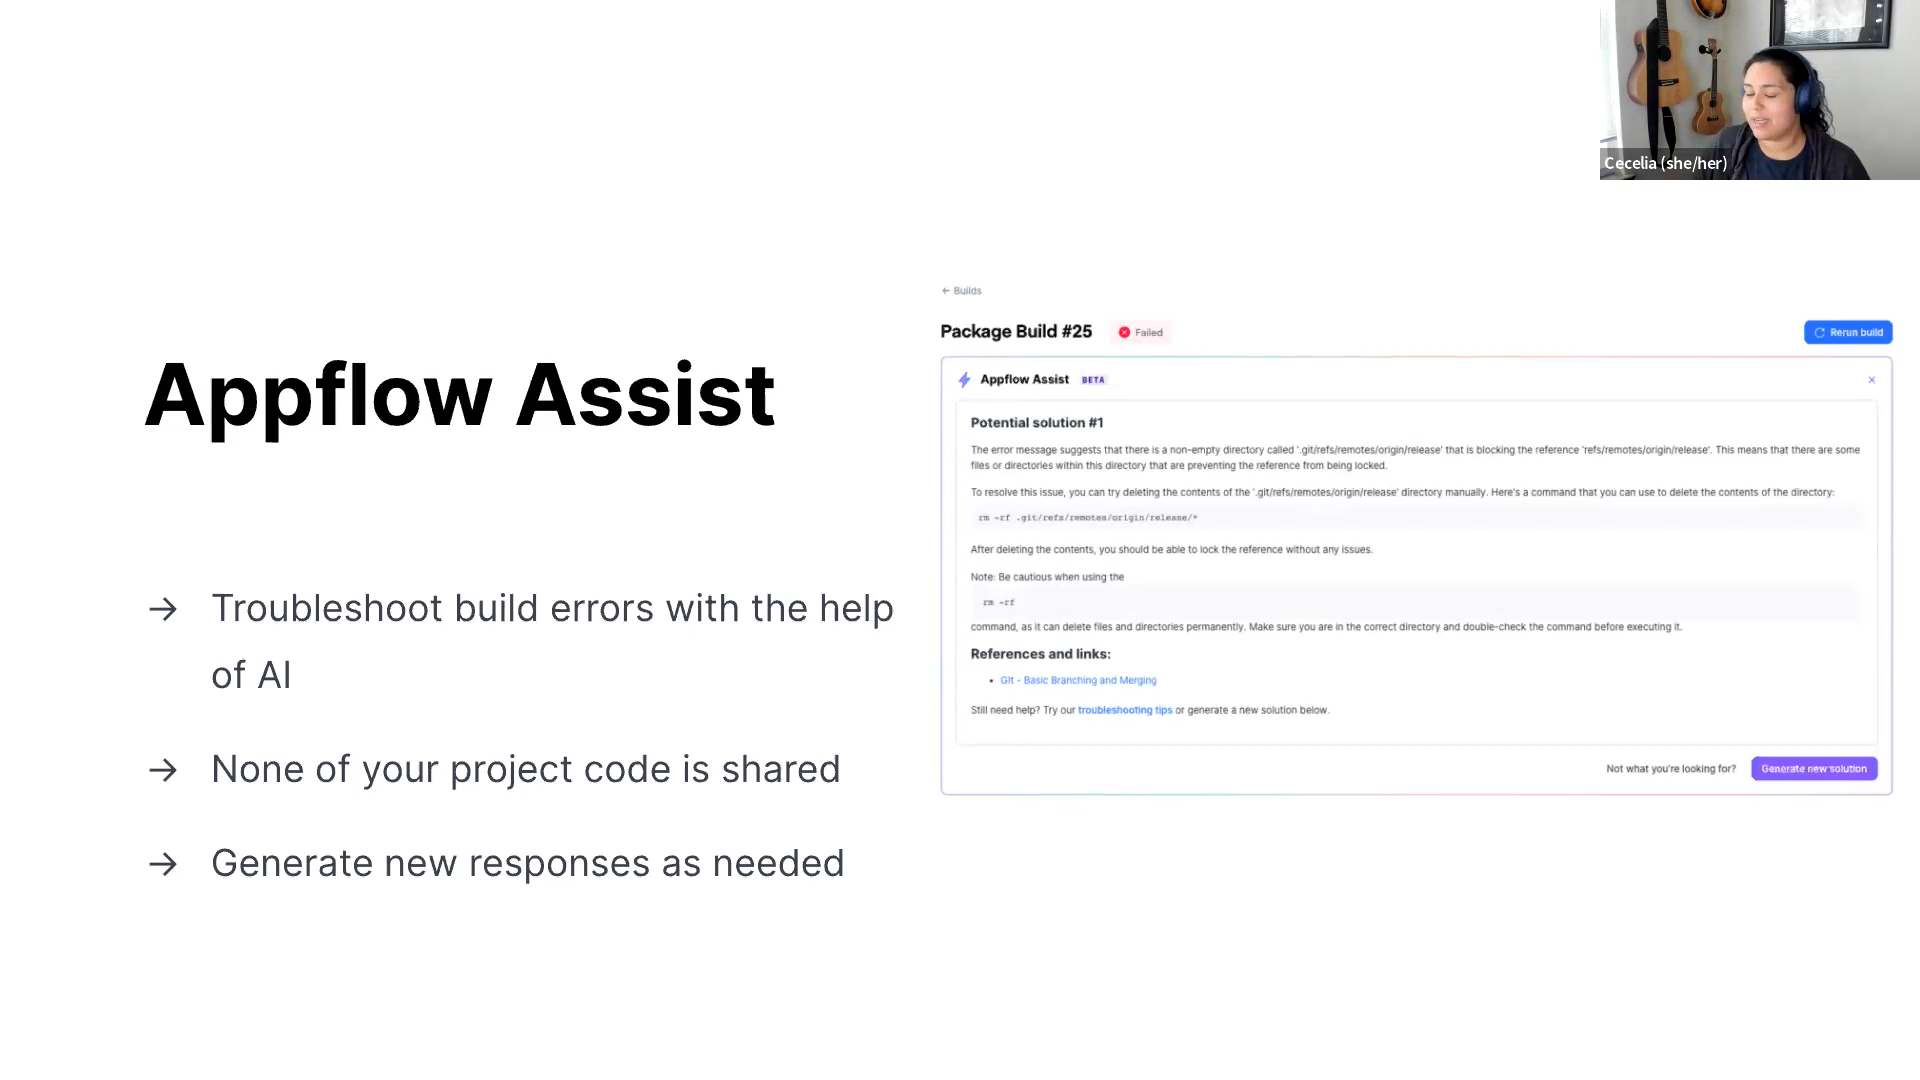 Cecelia (she/her)
Appflow Assist
→ Troubleshoot build errors with the help
of AI
→ None of your project code is shared
→ Generate new responses as needed
← Builds
Package Build #25 Failed Rerun build
Appflow Assist BETA
Potential solution #1
The error message suggests that there is a non-empty directory called '.git/refs/remotes/origin/release' that is blocking the reference 'refs/remotes/origin/release'. This means that there are some
files or directories within this directory that are preventing the reference from being locked.
To resolve this issue, you can try deleting the contents of the '.git/refs/remotes/origin/release' directory manually. Here's a command that you can use to delete the contents of the directory:
rm -rf .git/refs/remotes/origin/release/*
After deleting the contents, you should be able to lock the reference without any issues.
Note: Be cautious when using the
rm -rf
command, as it can delete files and directories permanently. Make sure you are in the correct directory and double-check the command before executing it.
References and links:
• Git - Basic Branching and Merging
Still need help? Try our troubleshooting tips or generate a new solution below.
Not what you're looking for? Generate new solution